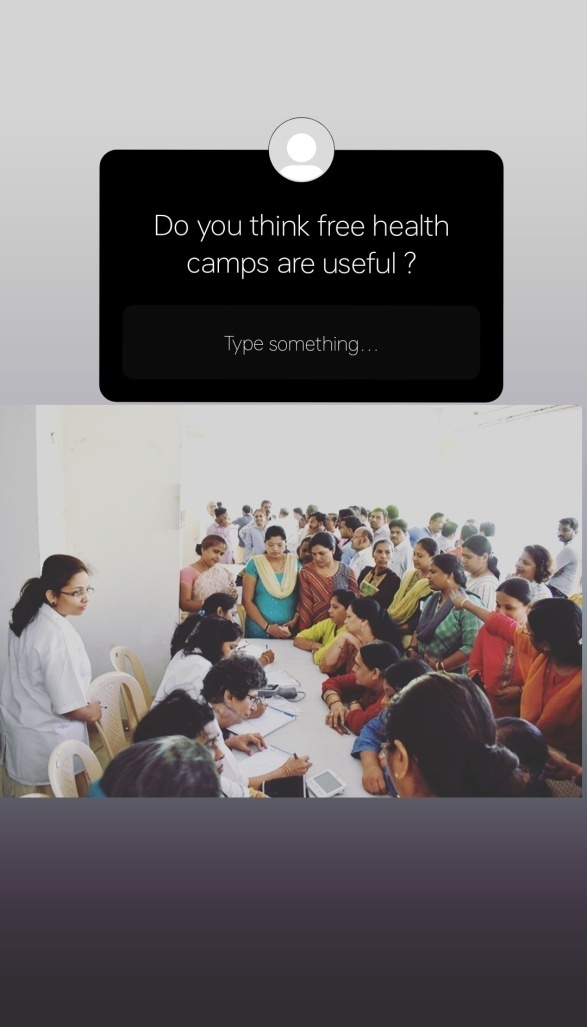 Do you think free health
camps are useful ?
Type something...